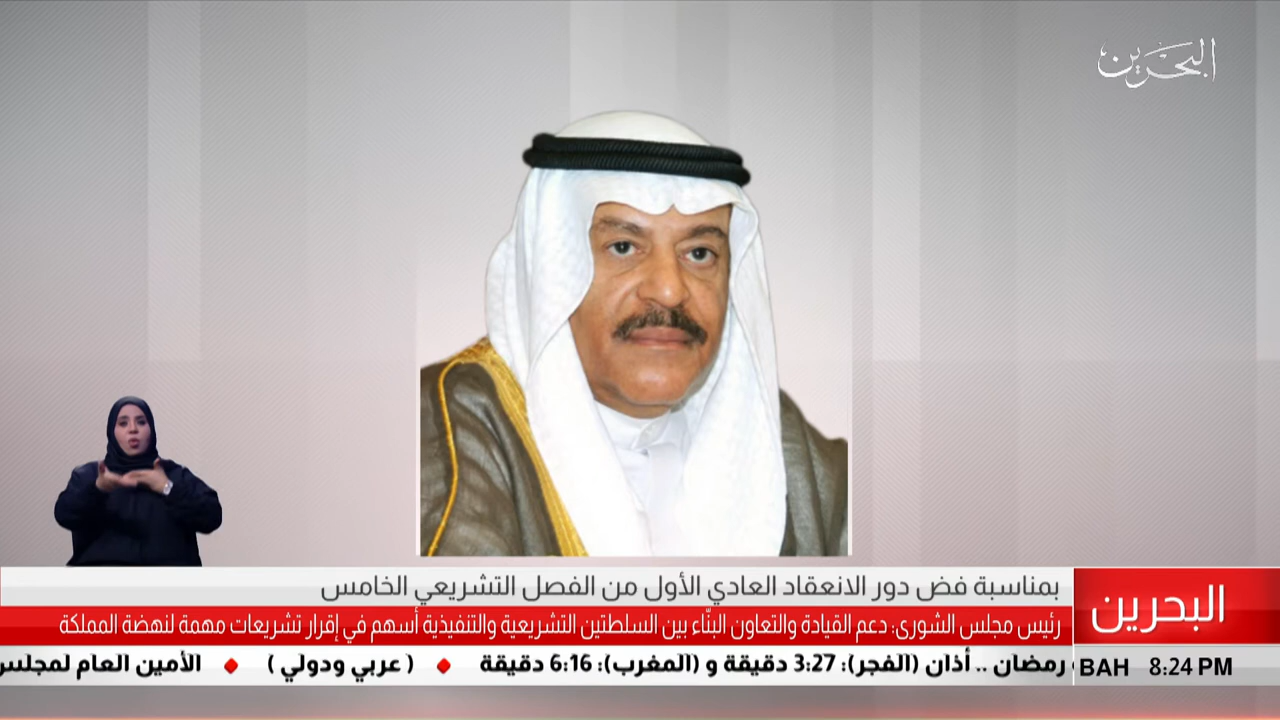 البحرين
بمناسبة فض دور الانعقاد العادي الأول من الفصل التشريعي الخامس
البحرين
رئيس مجلس الشورى: دعم القيادة والتعاون البنّاء بين السلطتين التشريعية والتنفيذية أسهم في إقرار تشريعات مهمة لنهضة المملكة
رمضان .. أذان (الفجر): 3:27 دقيقة و (المغرب): 6:16 دقيقة ♦ ( عربي ودولي ) ♦ الأمين العام لمجلس
BAH 8:24 PM